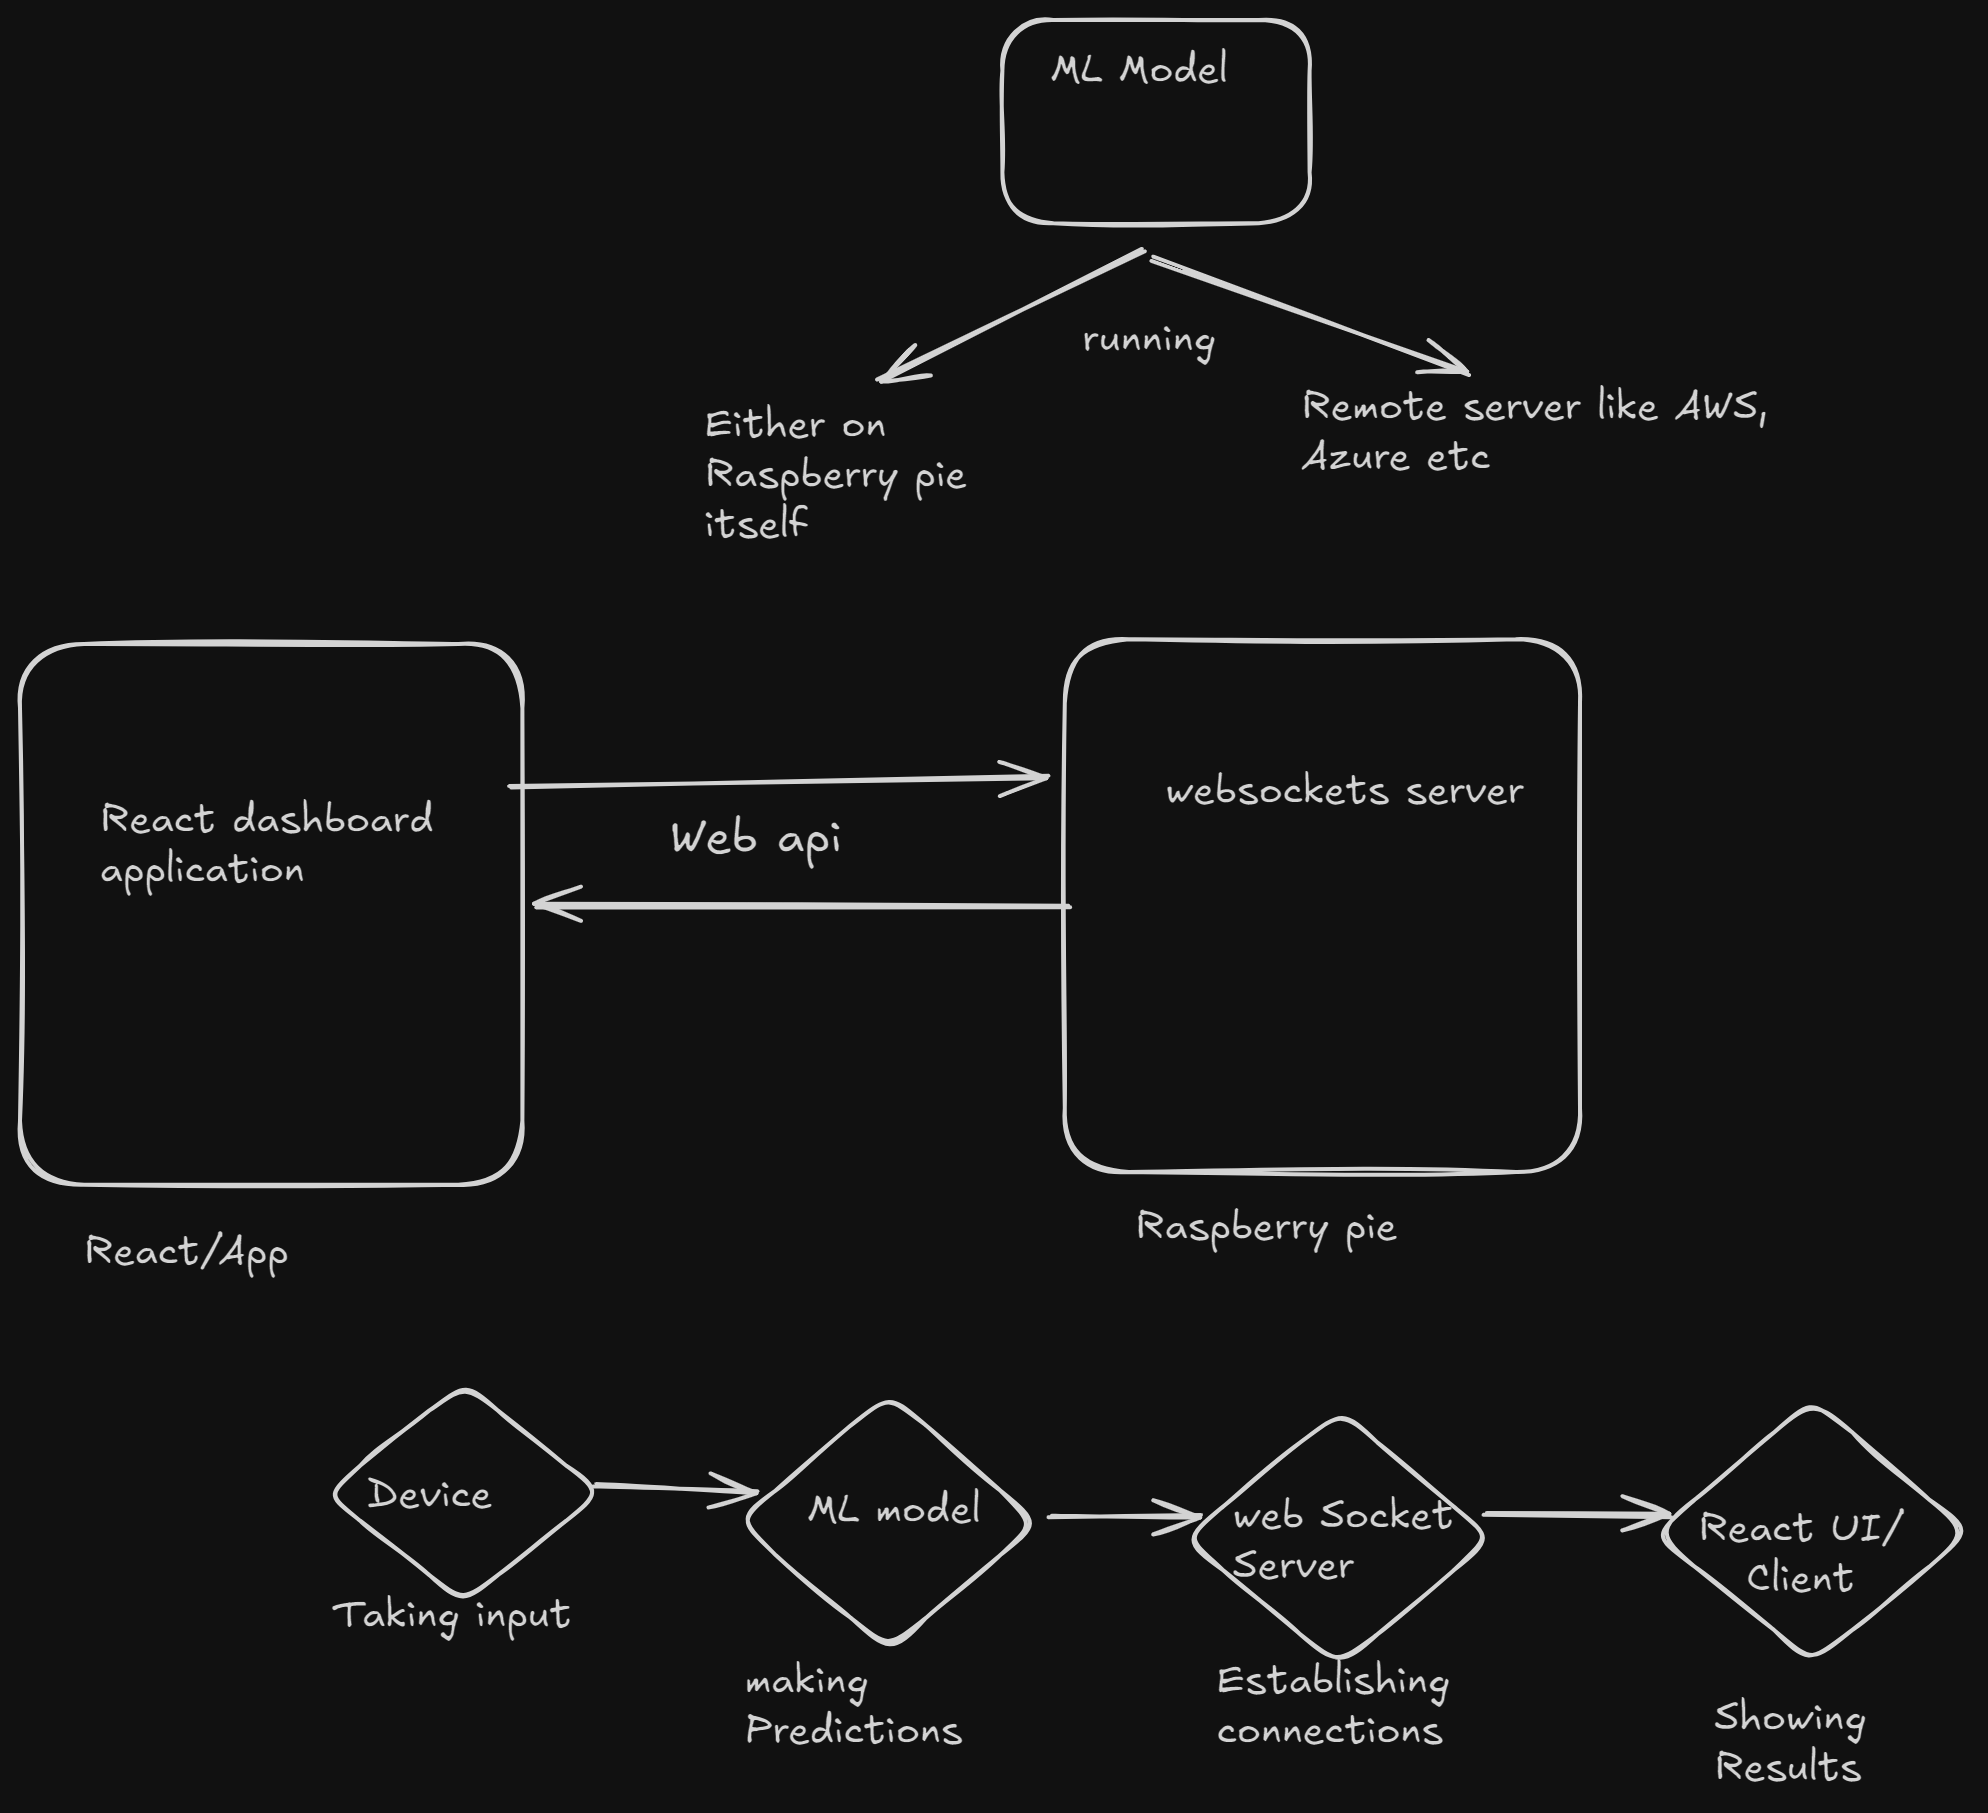 ML Model
running
Either on
Raspberry pie
itself
Remote server like AWS,
Azure etc
React dashboard
application
Web api
websockets server
React/App
Raspberry pie
Device
Taking input
ML model
making
Predictions
web Socket
Server
Establishing
connections
React UI/
Client
Showing
Results